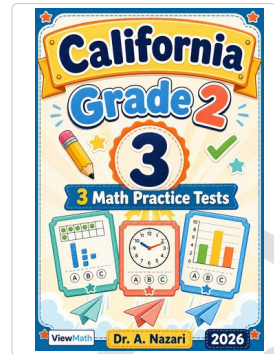 California
Grade 2
3
3 Math Practice Tests
A B C
A B C
A B C
ViewMath
Dr. A. Nazari
2026